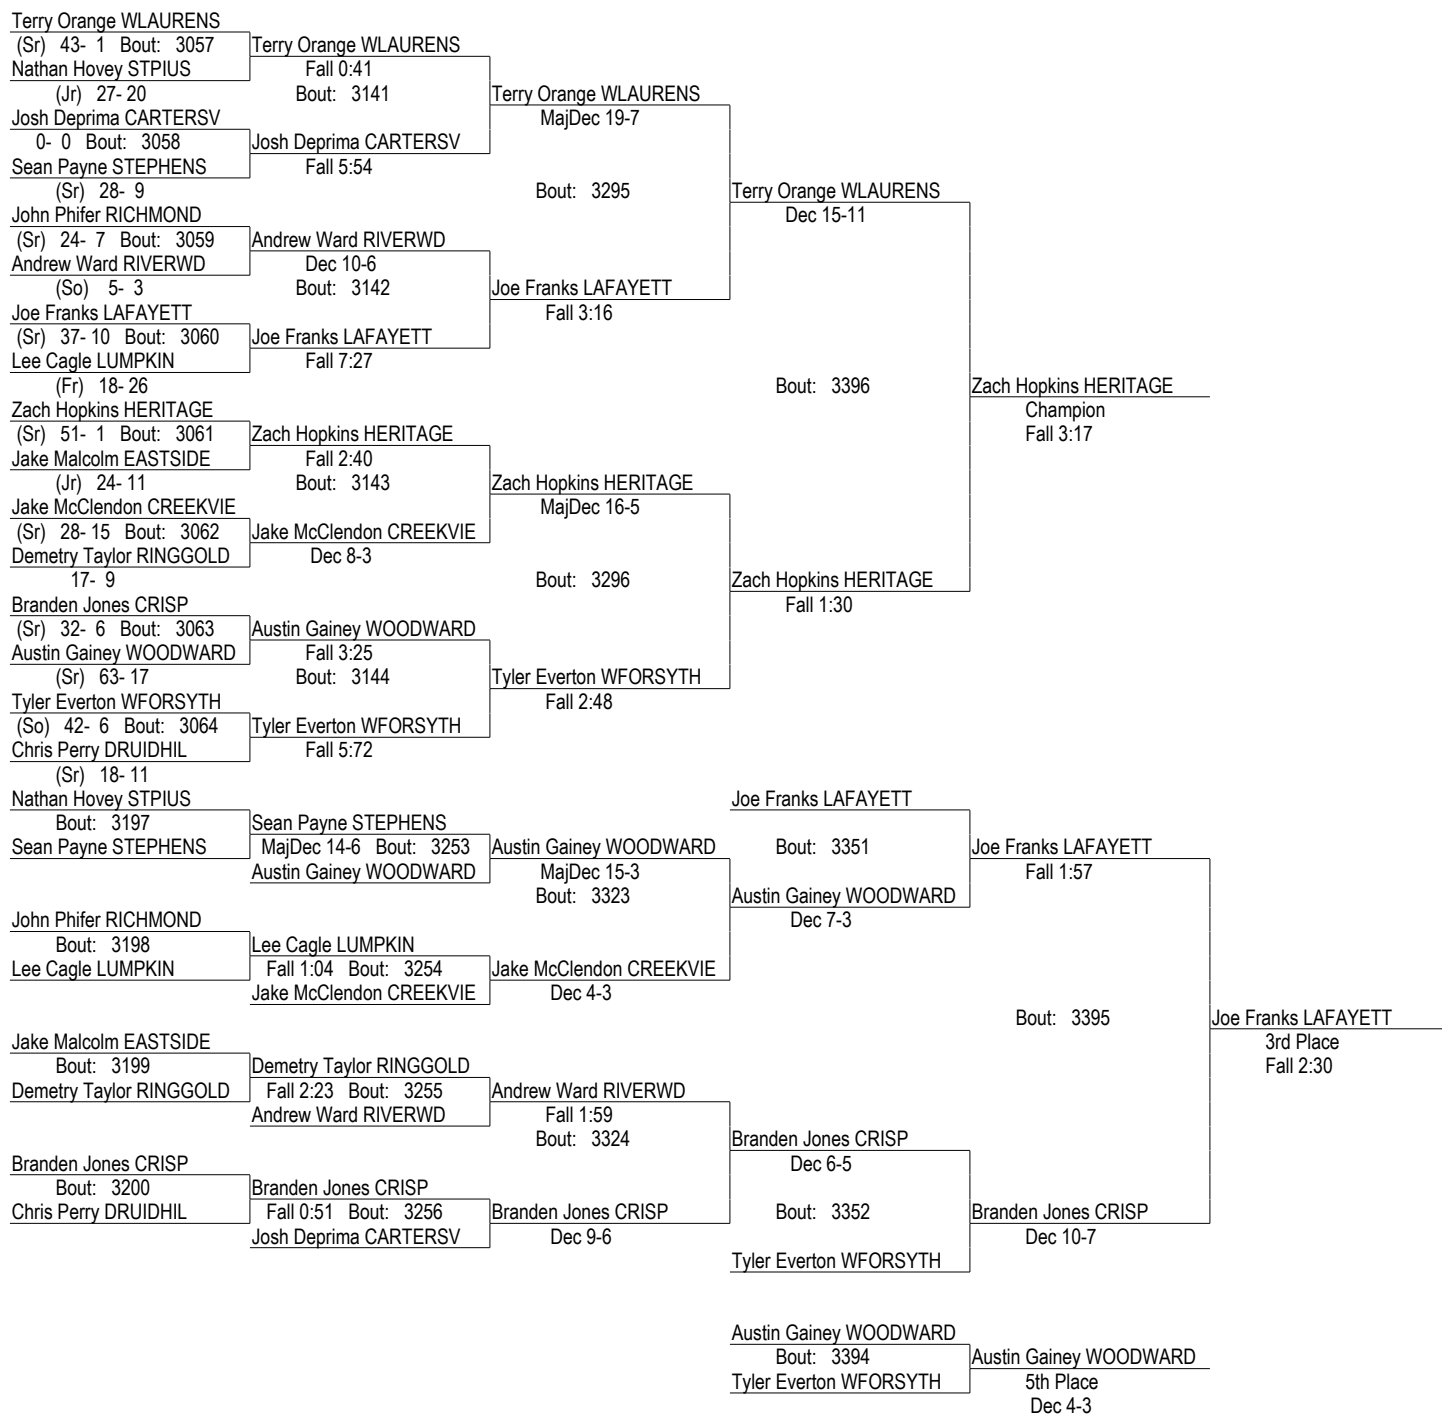 Terry Orange WLAURENS
(Sr) 43- 1 Bout: 3057 Terry Orange WLAURENS
Nathan Hovey STPIUS Fall 0:41
(Jr) 27- 20 Bout: 3141 Terry Orange WLAURENS
Josh Deprima CARTERSV MajDec 19-7
0- 0 Bout: 3058 Josh Deprima CARTERSV
Sean Payne STEPHENS Fall 5:54
(Sr) 28- 9 Bout: 3295 Terry Orange WLAURENS
John Phifer RICHMOND Dec 15-11
(Sr) 24- 7 Bout: 3059 Andrew Ward RIVERWD
Andrew Ward RIVERWD Dec 10-6
(So) 5- 3 Bout: 3142 Joe Franks LAFAYETT
Joe Franks LAFAYETT Fall 3:16
(Sr) 37- 10 Bout: 3060 Joe Franks LAFAYETT
Lee Cagle LUMPKIN Fall 7:27
(Fr) 18- 26 Bout: 3396 Zach Hopkins HERITAGE
Zach Hopkins HERITAGE Champion
(Sr) 51- 1 Bout: 3061 Zach Hopkins HERITAGE Fall 3:17
Jake Malcolm EASTSIDE Fall 2:40
(Jr) 24- 11 Bout: 3143 Zach Hopkins HERITAGE
Jake McClendon CREEKVIE MajDec 16-5
(Sr) 28- 15 Bout: 3062 Jake McClendon CREEKVIE
Demetry Taylor RINGGOLD Dec 8-3
17- 9 Bout: 3296 Zach Hopkins HERITAGE
Branden Jones CRISP Fall 1:30
(Sr) 32- 6 Bout: 3063 Austin Gainey WOODWARD
Austin Gainey WOODWARD Fall 3:25
(Sr) 63- 17 Bout: 3144 Tyler Everton WFORSYTH
Tyler Everton WFORSYTH Fall 2:48
(So) 42- 6 Bout: 3064 Tyler Everton WFORSYTH
Chris Perry DRUIDHIL Fall 5:72
(Sr) 18- 11
Nathan Hovey STPIUS Joe Franks LAFAYETT
Bout: 3197 Sean Payne STEPHENS
Sean Payne STEPHENS MajDec 14-6 Bout: 3253 Austin Gainey WOODWARD Bout: 3351 Joe Franks LAFAYETT
Austin Gainey WOODWARD MajDec 15-3 Fall 1:57
Bout: 3323 Austin Gainey WOODWARD
John Phifer RICHMOND Dec 7-3
Bout: 3198 Lee Cagle LUMPKIN
Lee Cagle LUMPKIN Fall 1:04 Bout: 3254 Jake McClendon CREEKVIE
Jake McClendon CREEKVIE Dec 4-3
Bout: 3395 Joe Franks LAFAYETT
Jake Malcolm EASTSIDE 3rd Place
Bout: 3199 Demetry Taylor RINGGOLD Fall 2:30
Demetry Taylor RINGGOLD Fall 2:23 Bout: 3255 Andrew Ward RIVERWD
Andrew Ward RIVERWD Fall 1:59
Bout: 3324 Branden Jones CRISP
Branden Jones CRISP Dec 6-5
Bout: 3200 Branden Jones CRISP
Chris Perry DRUIDHIL Fall 0:51 Bout: 3256 Branden Jones CRISP Bout: 3352 Branden Jones CRISP
Josh Deprima CARTERSV Dec 9-6 Dec 10-7
Tyler Everton WFORSYTH
Austin Gainey WOODWARD
Bout: 3394 Austin Gainey WOODWARD
Tyler Everton WFORSYTH 5th Place
Dec 4-3